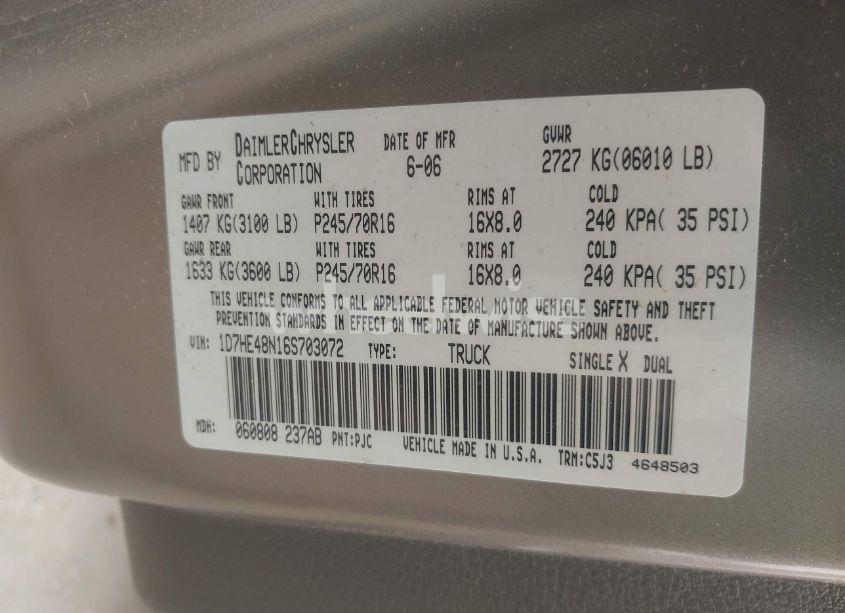 MFD BY DAIMLERCHRYSLER CORPORATION DATE OF MFR 6-06 GVWR 2727 KG(06010 LB)
GAWR FRONT WITH TIRES RIMS AT COLD
1407 KG(3100 LB) P245/70R16 16X8.0 240 KPA( 35 PSI)
GAWR REAR WITH TIRES RIMS AT COLD
1633 KG(3600 LB) P245/70R16 16X8.0 240 KPA( 35 PSI)
THIS VEHICLE CONFORMS TO ALL APPLICABLE FEDERAL MOTOR VEHICLE SAFETY AND THEFT
PREVENTION STANDARDS IN EFFECT ON THE DATE OF MANUFACTURE SHOWN ABOVE.
VIN: 1D7HE48N16S703072 TYPE: TRUCK SINGLE X DUAL
MDH: 060808 237AB PNT:PJC VEHICLE MADE IN U.S.A. TRM:C5J3 4648503